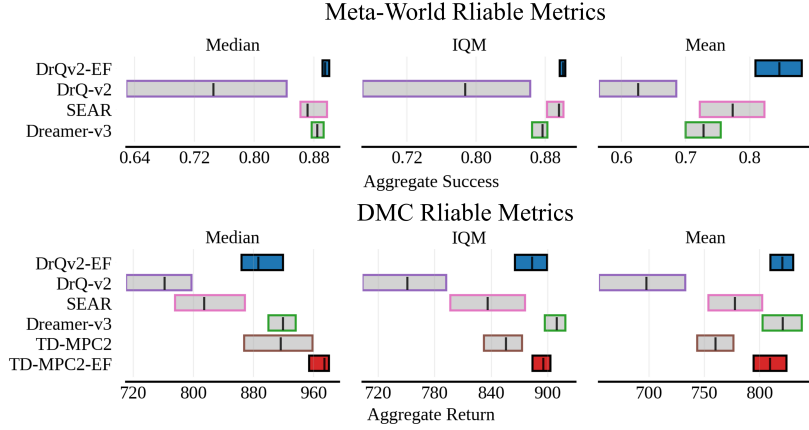 Meta-World Rliable Metrics
Median IQM Mean
DrQv2-EF
DrQ-v2
SEAR
Dreamer-v3
0.64 0.72 0.80 0.88 0.72 0.80 0.88 0.6 0.7 0.8
Aggregate Success
DMC Rliable Metrics
Median IQM Mean
DrQv2-EF
DrQ-v2
SEAR
Dreamer-v3
TD-MPC2
TD-MPC2-EF
720 800 880 960 720 780 840 900 700 750 800
Aggregate Return